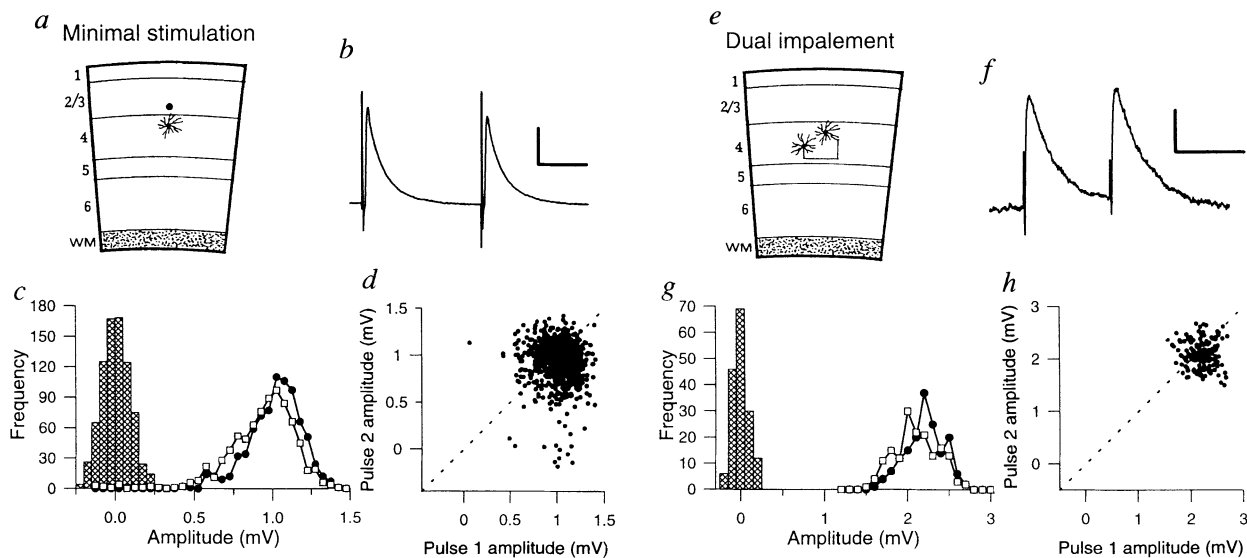 a
Minimal stimulation
1
2/3
4
5
6
WM
b
c
180
150
120
90
60
30
0
Frequency
0.0
0.5
1.0
1.5
Amplitude (mV)
d
1.5
1
0.5
0
Pulse 2 amplitude (mV)
0
0.5
1
1.5
Pulse 1 amplitude (mV)
e
Dual impalement
1
2/3
4
5
6
WM
f
g
70
60
50
40
30
20
10
0
Frequency
0
1
2
3
Amplitude (mV)
h
3
2
1
0
Pulse 2 amplitude (mV)
0
1
2
3
Pulse 1 amplitude (mV)